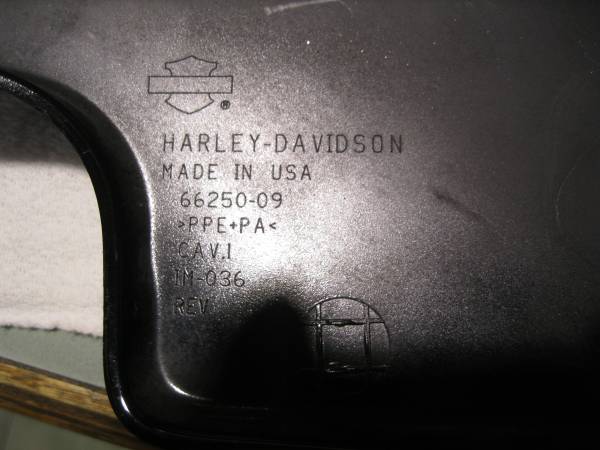 ®
HARLEY-DAVIDSON
MADE IN USA
66250-09
>PPE+PA<
CAV.1
IM-036
REV